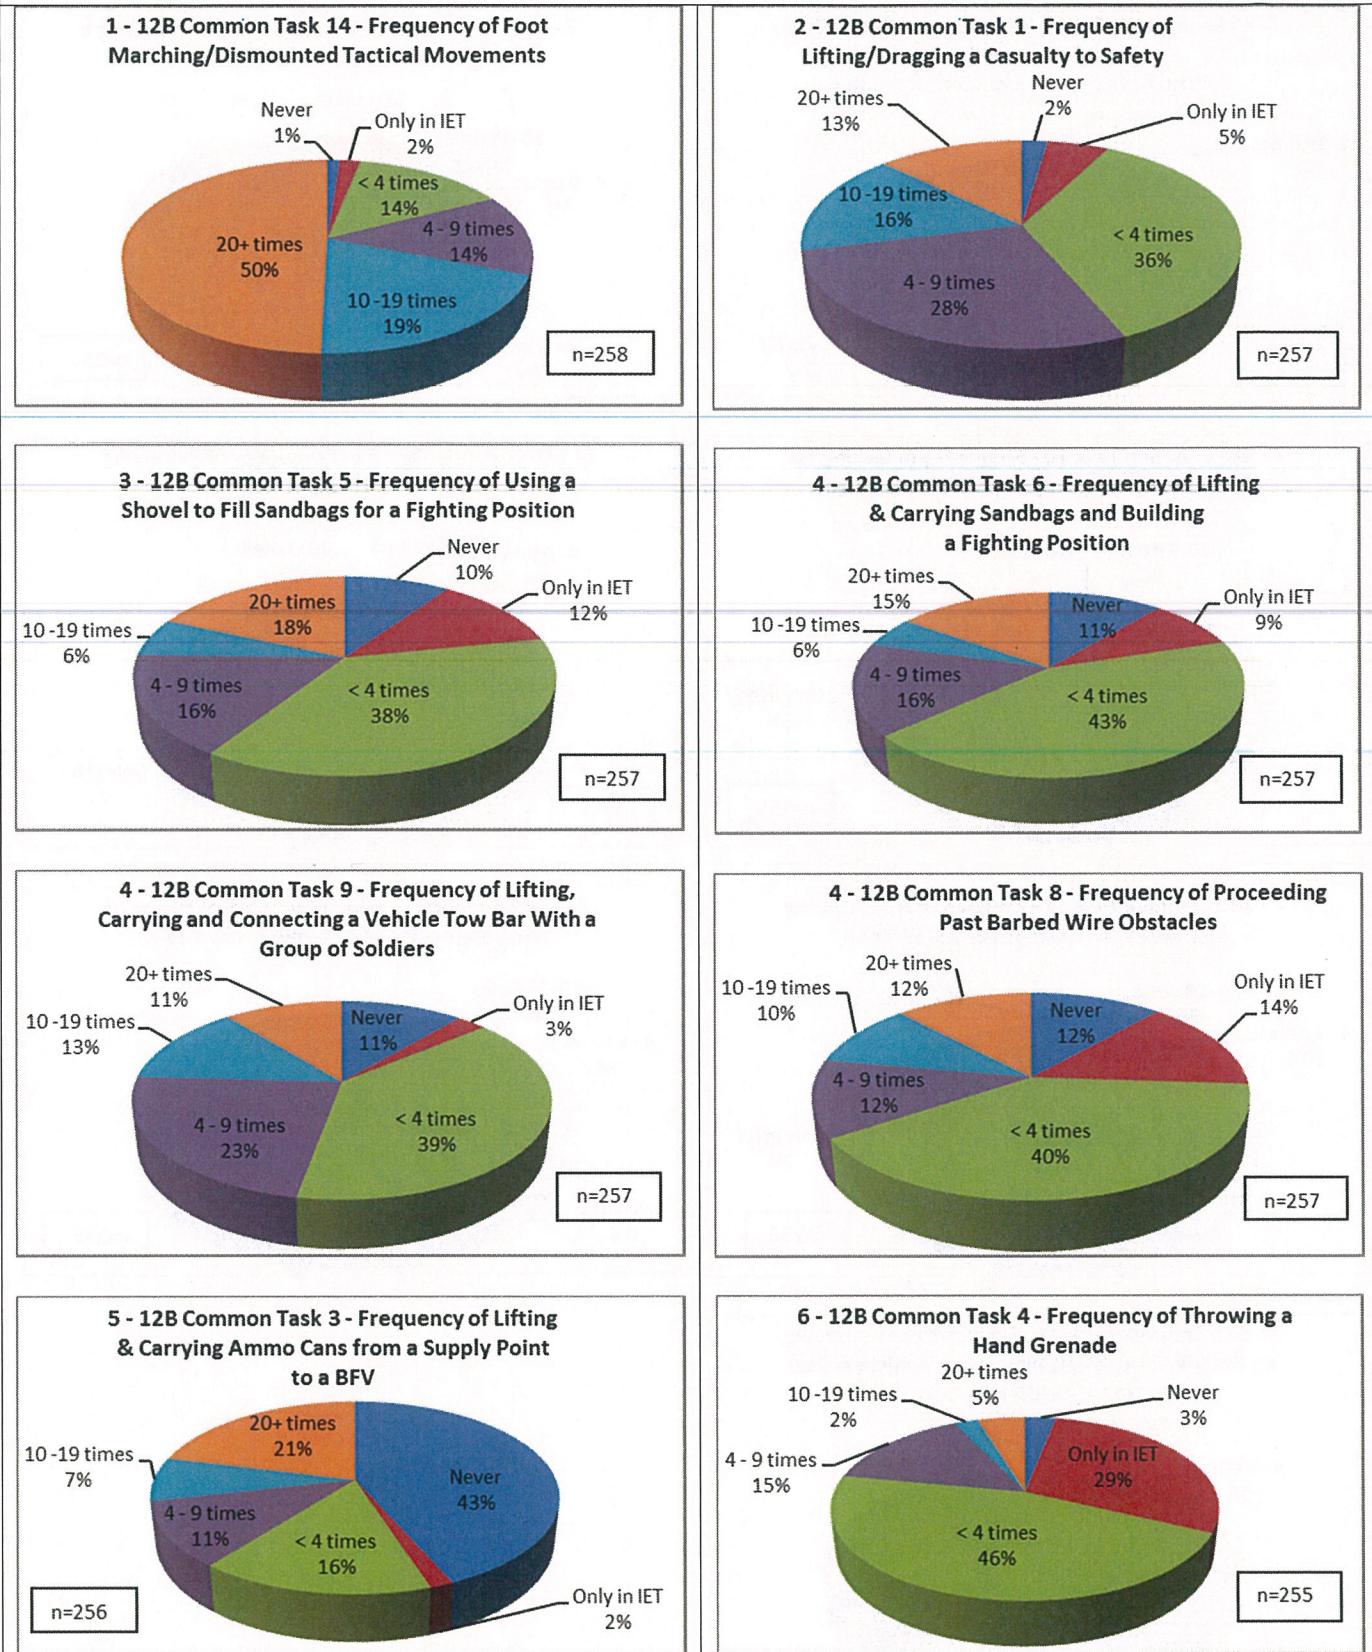 1 - 12B Common Task 14 - Frequency of Foot
Marching/Dismounted Tactical Movements
Never
1%
Only in IET
2%
< 4 times
14%
4 - 9 times
14%
10 -19 times
19%
20+ times
50%
n=258
2 - 12B Common Task 1 - Frequency of
Lifting/Dragging a Casualty to Safety
Never
2%
Only in IET
5%
< 4 times
36%
4 - 9 times
28%
10 -19 times
16%
20+ times
13%
n=257
3 - 12B Common Task 5 - Frequency of Using a
Shovel to Fill Sandbags for a Fighting Position
Never
10%
Only in IET
12%
< 4 times
38%
4 - 9 times
16%
10 -19 times
6%
20+ times
18%
n=257
4 - 12B Common Task 6 - Frequency of Lifting
& Carrying Sandbags and Building
a Fighting Position
Never
11%
Only in IET
9%
< 4 times
43%
4 - 9 times
16%
10 -19 times
6%
20+ times
15%
n=257
4 - 12B Common Task 9 - Frequency of Lifting,
Carrying and Connecting a Vehicle Tow Bar With a
Group of Soldiers
Never
11%
Only in IET
3%
< 4 times
39%
4 - 9 times
23%
10 -19 times
13%
20+ times
11%
n=257
4 - 12B Common Task 8 - Frequency of Proceeding
Past Barbed Wire Obstacles
Never
12%
Only in IET
14%
< 4 times
40%
4 - 9 times
12%
10 -19 times
10%
20+ times
12%
n=257
5 - 12B Common Task 3 - Frequency of Lifting
& Carrying Ammo Cans from a Supply Point
to a BFV
Never
43%
Only in IET
2%
< 4 times
16%
4 - 9 times
11%
10 -19 times
7%
20+ times
21%
n=256
6 - 12B Common Task 4 - Frequency of Throwing a
Hand Grenade
Never
3%
Only in IET
29%
< 4 times
46%
4 - 9 times
15%
10 -19 times
2%
20+ times
5%
n=255